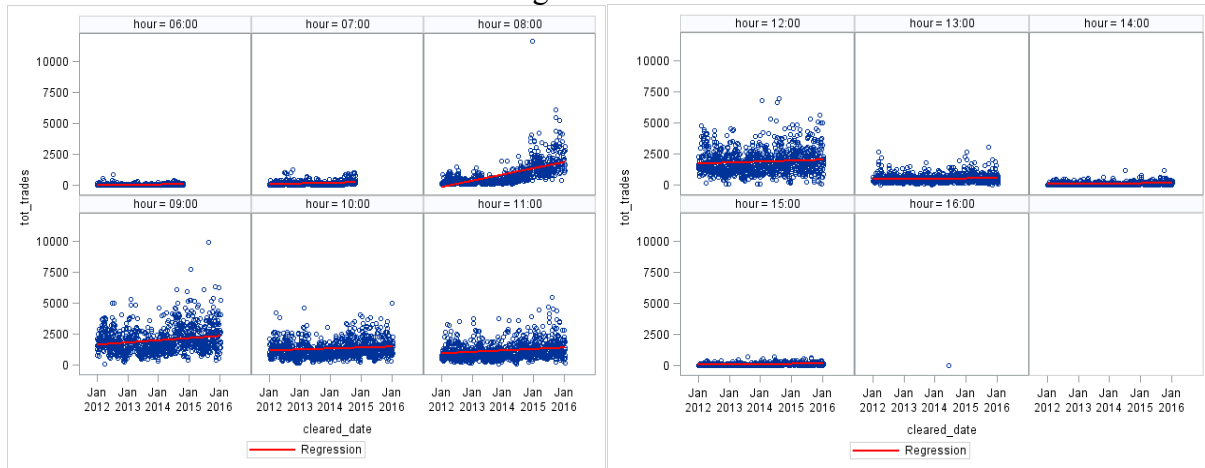 hour = 06:00 hour = 07:00 hour = 08:00
10000
7500
5000
2500
0
hour = 09:00 hour = 10:00 hour = 11:00
10000
7500
5000
2500
0
tot_trades
Jan Jan Jan Jan Jan Jan Jan Jan Jan Jan Jan Jan Jan Jan Jan
2012 2013 2014 2015 2016 2012 2013 2014 2015 2016 2012 2013 2014 2015 2016
cleared_date
Regression
hour = 12:00 hour = 13:00 hour = 14:00
10000
7500
5000
2500
0
hour = 15:00 hour = 16:00
10000
7500
5000
2500
0
tot_trades
Jan Jan Jan Jan Jan Jan Jan Jan Jan Jan Jan Jan Jan Jan Jan
2012 2013 2014 2015 2016 2012 2013 2014 2015 2016 2012 2013 2014 2015 2016
cleared_date
Regression